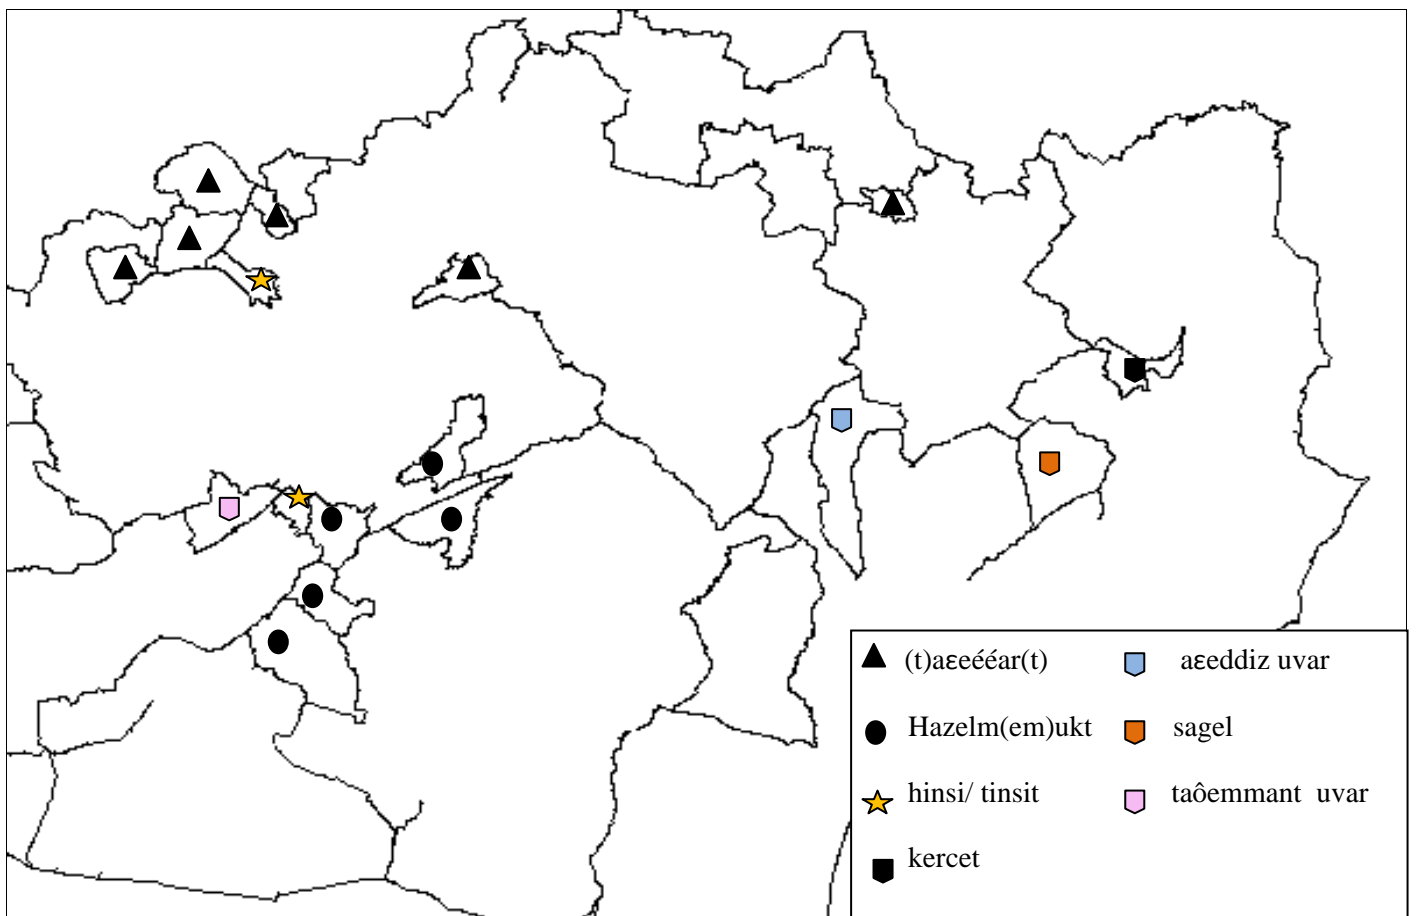 (t)aɛeééar(t)
aɛeddiz uvar
Hazelm(em)ukt
sagel
hinsi/ tinsit
taôemmant uvar
kercet